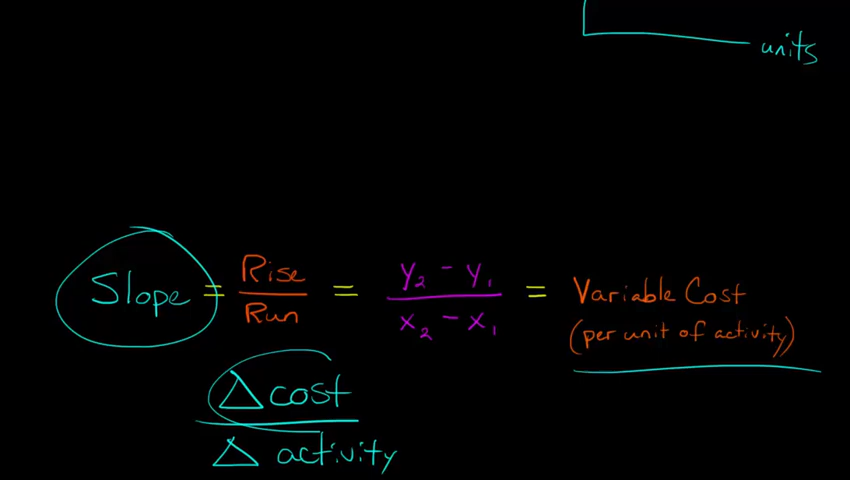 units
Slope = Rise / Run = y₂ - y₁ / x₂ - x₁ = Variable Cost
(per unit of activity)
Δ cost
Δ activity